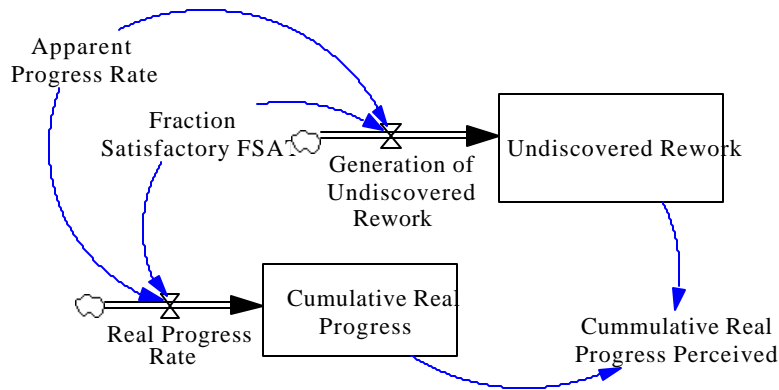 Apparent
Progress Rate
Fraction
Satisfactory FSAT
Generation of
Undiscovered
Rework
Undiscovered Rework
Real Progress
Rate
Cumulative Real
Progress
Cummulative Real
Progress Perceived